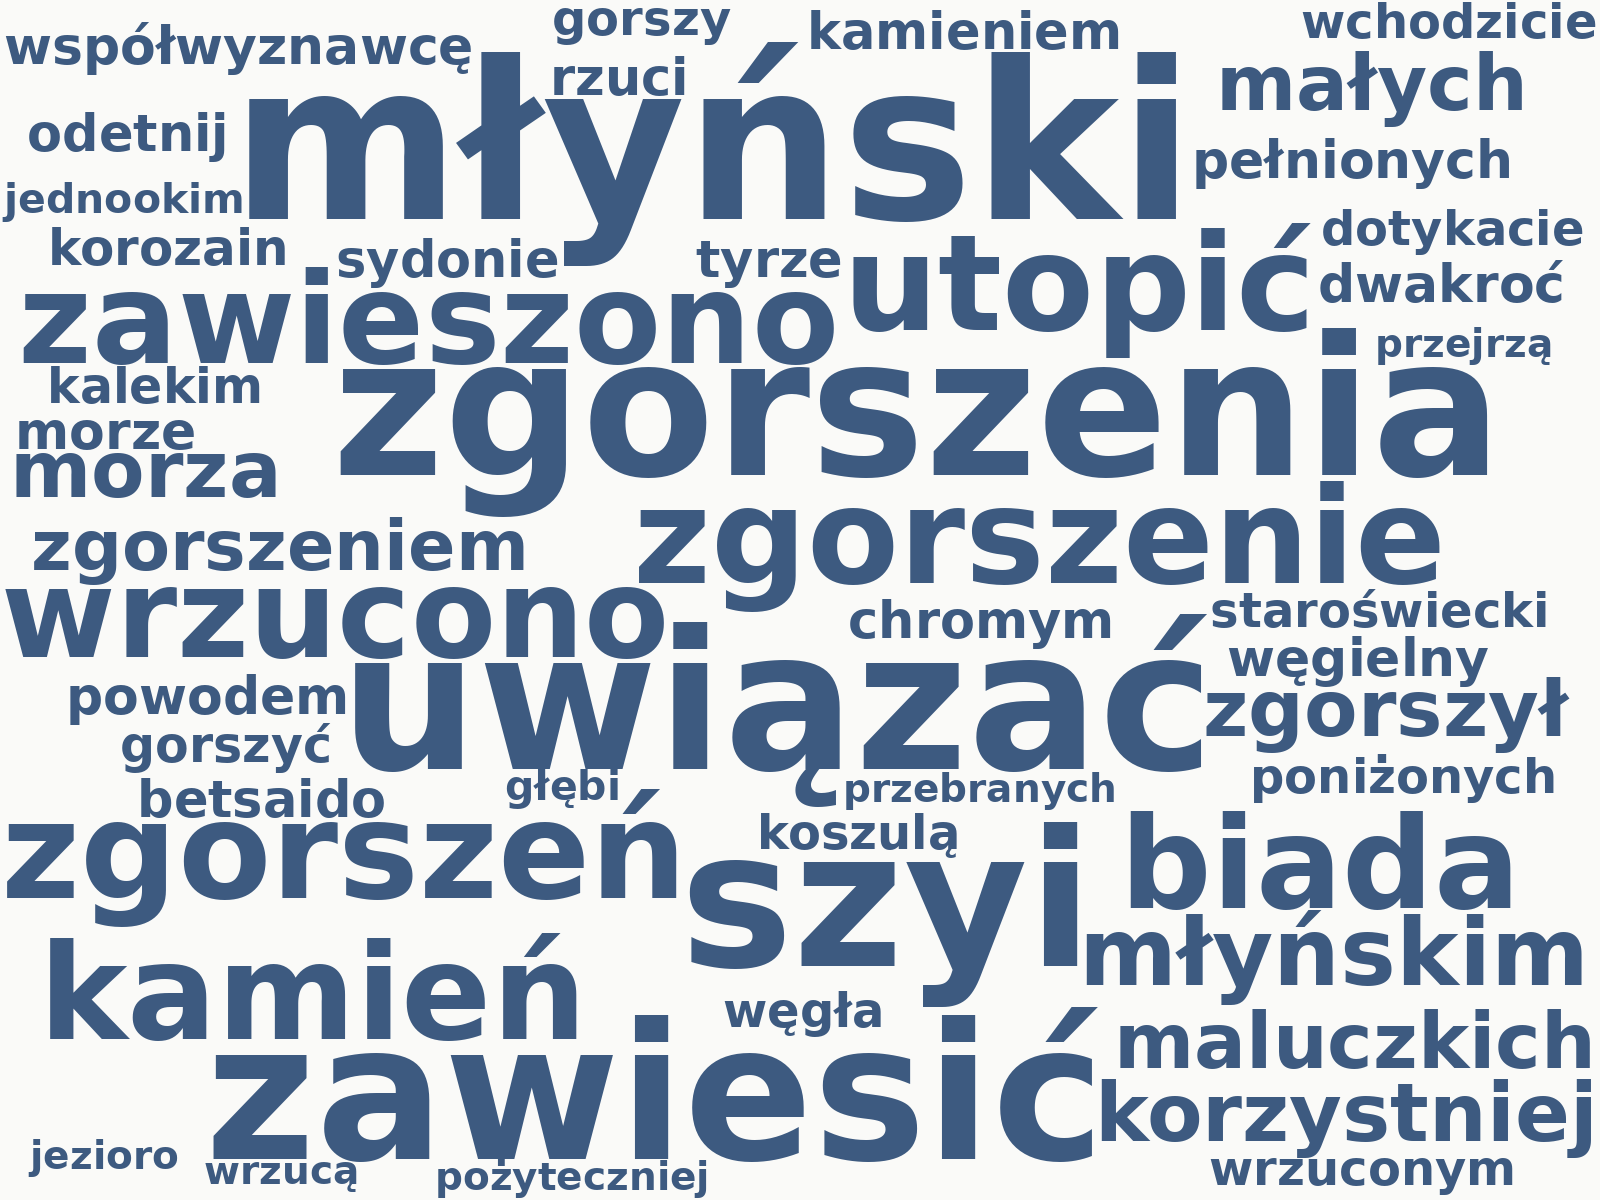 gorszy
kamieniem
wchodzicie
współwyznawcę
rzuci
małych
odetnij
młyński
pełnionych
jednookim
korozain
sydonie
tyrze
utopić
dotykacie
dwakroć
zawieszono
przejrzą
kalekim
zgorszenia
morze
morza
zgorszeniem
zgorszenie
wrzucono
chromym
staroświecki
węgielny
powodem
uwiązać
zgorszył
gorszyć
betsaido
głębi
przebranych
poniżonych
zgorszeń
koszulą
szyi
biada
młyńskim
kamień
węgła
maluczkich
zawiesić
korzystniej
jezioro
wrzucą
pożyteczniej
wrzuconym